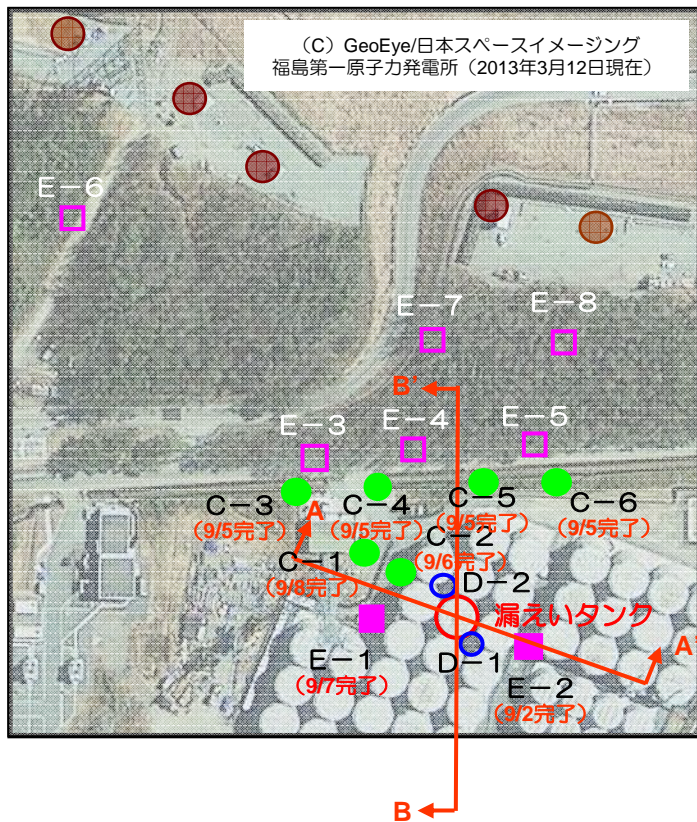 （C）GeoEye/日本スペースイメージング
福島第一原子力発電所（2013年3月12日現在）
E－6
E－7
E－8
B'
E－3
E－4
E－5
C－3
（9/5完了）
A
C－4
（9/5完了）
C－5
（9/5完了）
C－6
（9/5完了）
C－2
（9/6完了）
C－1
（9/8完了）
D－2
漏えいタンク
E－1
（9/7完了）
D－1
E－2
（9/2完了）
A
B